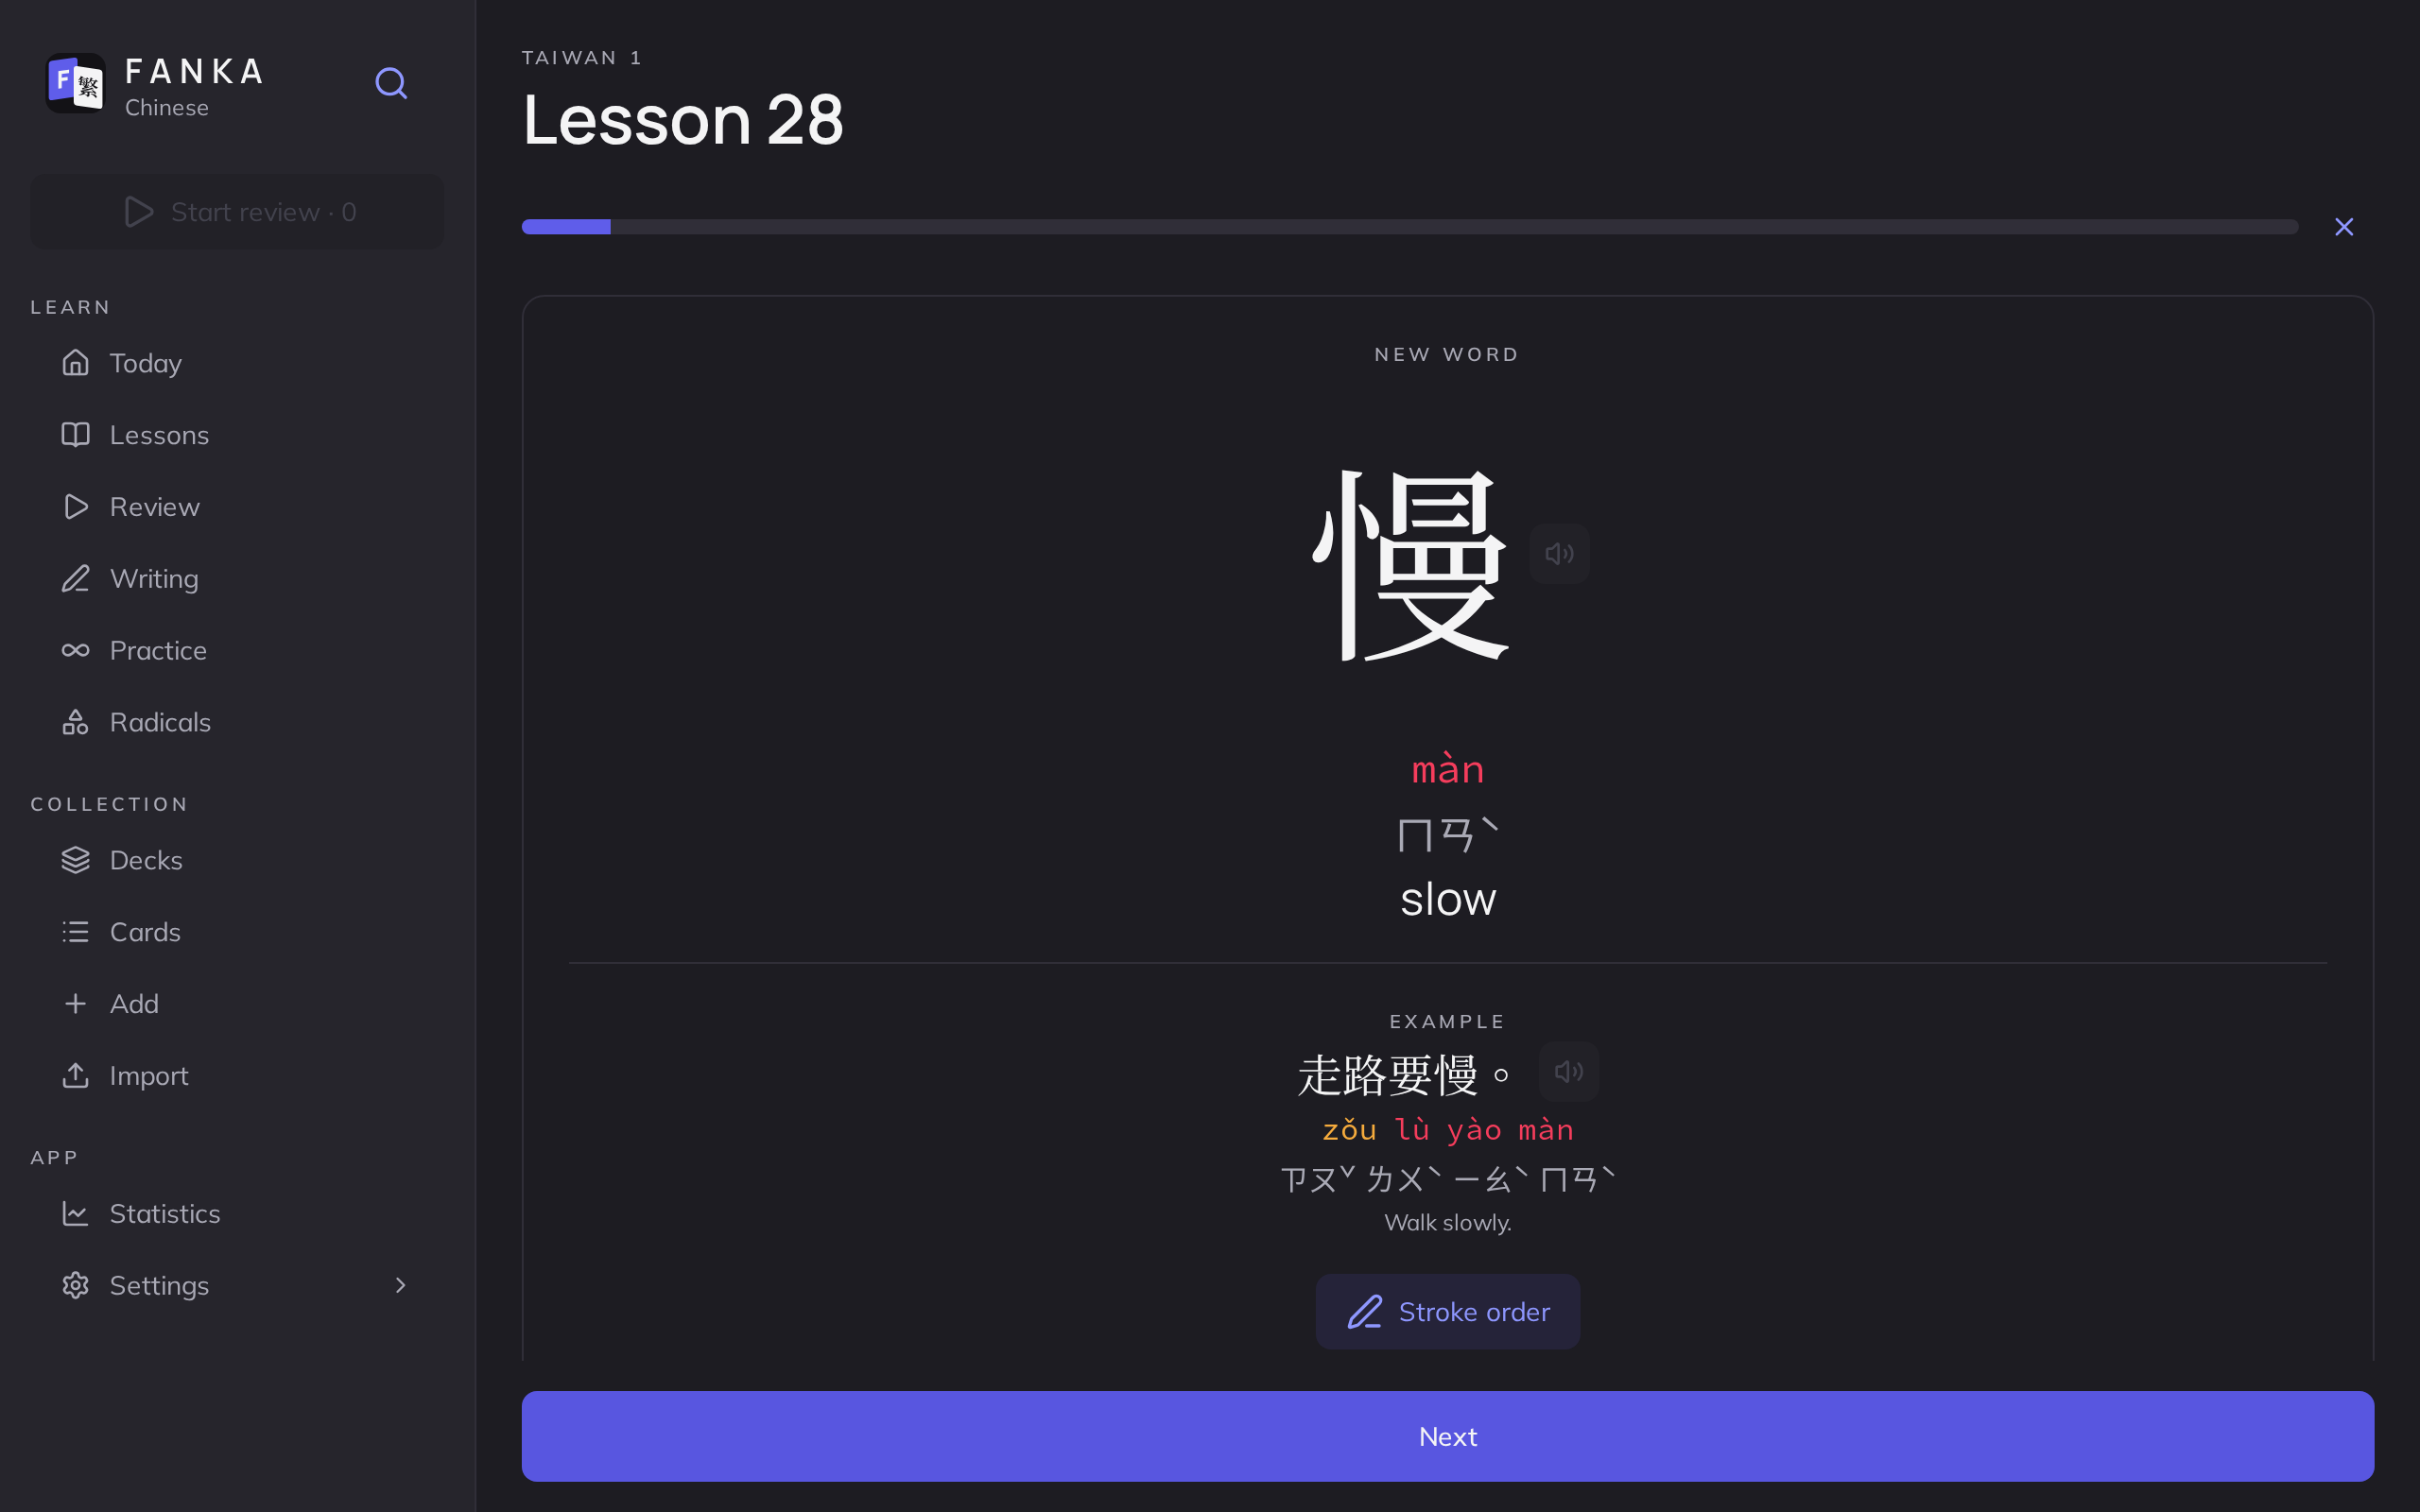 F 繁
FANKA
Chinese
Start review · 0
LEARN
Today
Lessons
Review
Writing
Practice
Radicals
COLLECTION
Decks
Cards
Add
Import
APP
Statistics
Settings
TAIWAN 1
Lesson 28
NEW WORD
慢
màn
ㄇㄢˋ
slow
EXAMPLE
走路要慢。
zǒu lù yào màn
ㄗㄡˇ ㄌㄨˋ ㄧㄠˋ ㄇㄢˋ
Walk slowly.
Stroke order
Next